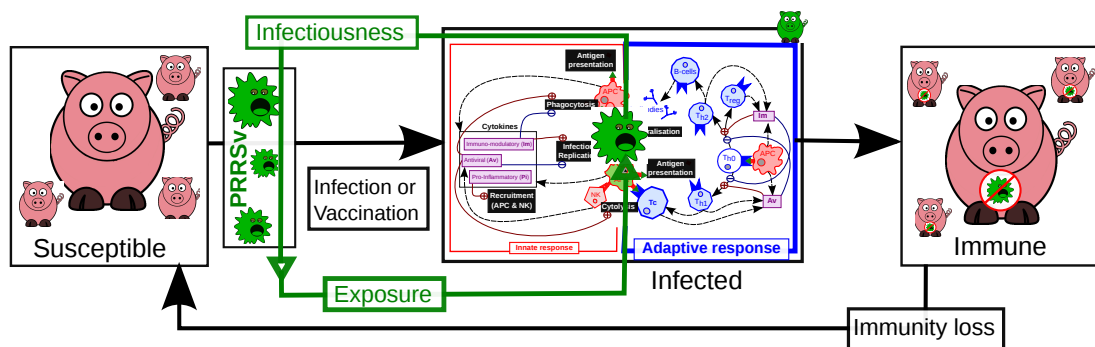 Infectiousness
Susceptible
PRRSv
Infection or
Vaccination
Antigen
presentation
APC
Phagocytosis
Cytokines
Immuno-modulatory (Im)
Antiviral (Av)
Pro-Inflammatory (Pi)
Infection
Replication
Recruitment
(APC & NK)
NK
Cytolysis
Innate response
B-cells
Th2
Treg
Im
Th0
APC
Antigen
presentation
Tc
Th1
Av
Adaptive response
Infected
Exposure
Immune
Immunity loss